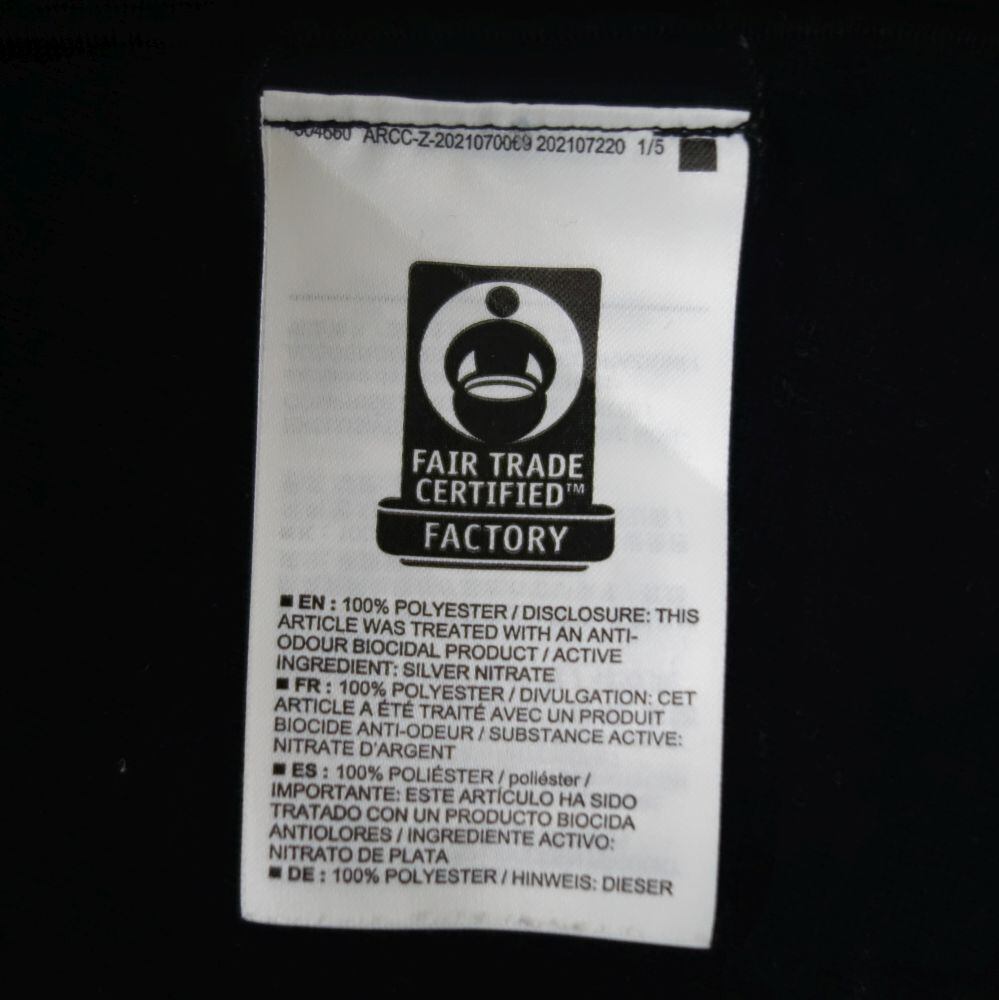 ARCC-Z-2021070069 202107220 1/5
FAIR TRADE
CERTIFIED™
FACTORY
■ EN : 100% POLYESTER / DISCLOSURE: THIS
ARTICLE WAS TREATED WITH AN ANTI-
ODOUR BIOCIDAL PRODUCT / ACTIVE
INGREDIENT: SILVER NITRATE
■ FR : 100% POLYESTER / DIVULGATION: CET
ARTICLE A ÉTÉ TRAITÉ AVEC UN PRODUIT
BIOCIDE ANTI-ODEUR / SUBSTANCE ACTIVE:
NITRATE D'ARGENT
■ ES : 100% POLIÉSTER / poliéster /
IMPORTANTE: ESTE ARTÍCULO HA SIDO
TRATADO CON UN PRODUCTO BIOCIDA
ANTIOLORES / INGREDIENTE ACTIVO:
NITRATO DE PLATA
■ DE : 100% POLYESTER / HINWEIS: DIESER